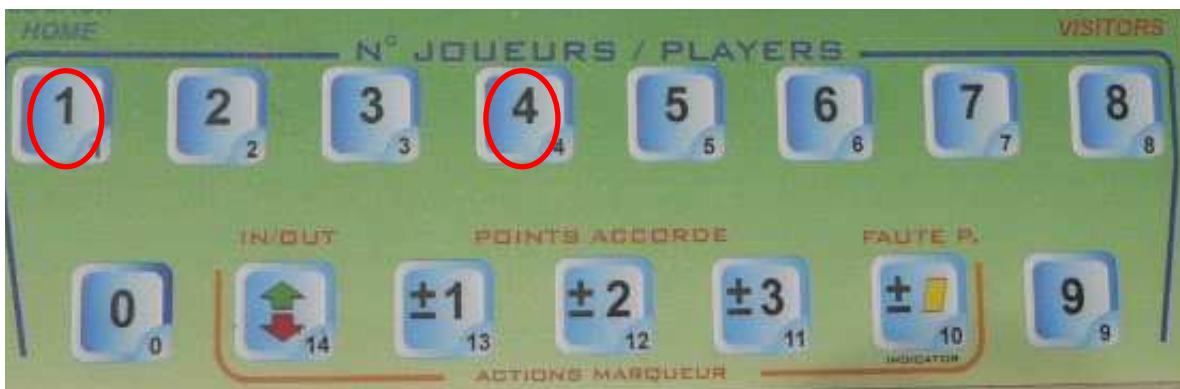 HOME VISITORS
N° JOUEURS / PLAYERS
1 2 3 4 5 6 7 8
1 2 3 4 5 6 7 8
IN/OUT POINTS ACCORDE FAUTE P.
0 ±1 ±2 ±3 ± 9
0 14 13 12 11 10 9
INDICATOR
ACTIONS MARQUEUR